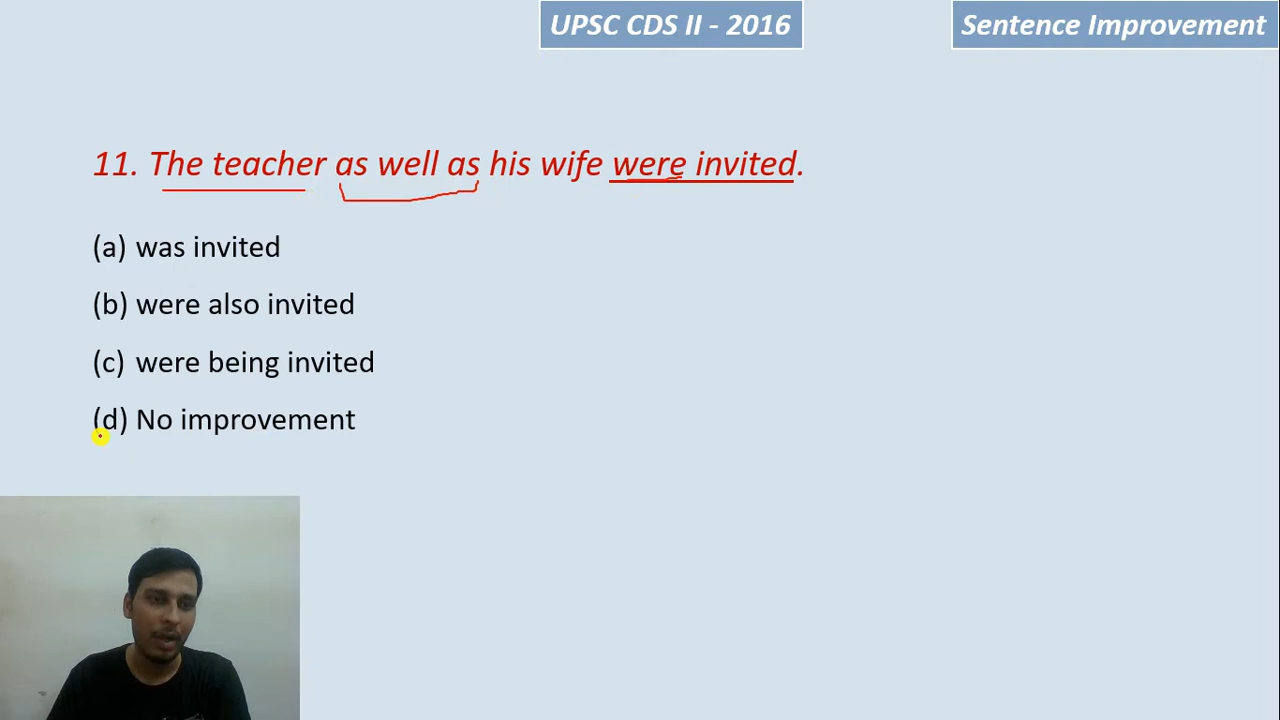 UPSC CDS II - 2016
Sentence Improvement
11. The teacher as well as his wife were invited.
(a) was invited
(b) were also invited
(c) were being invited
(d) No improvement